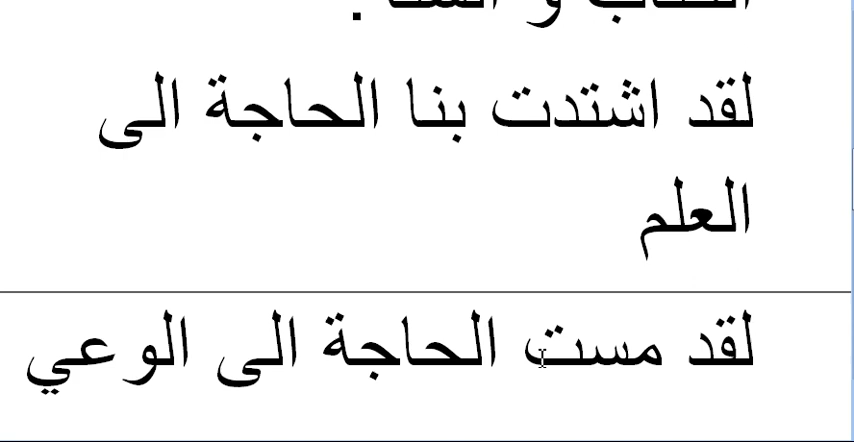 لقد اشتدت بنا الحاجة الى
العلم
لقد مست الحاجة الى الوعي